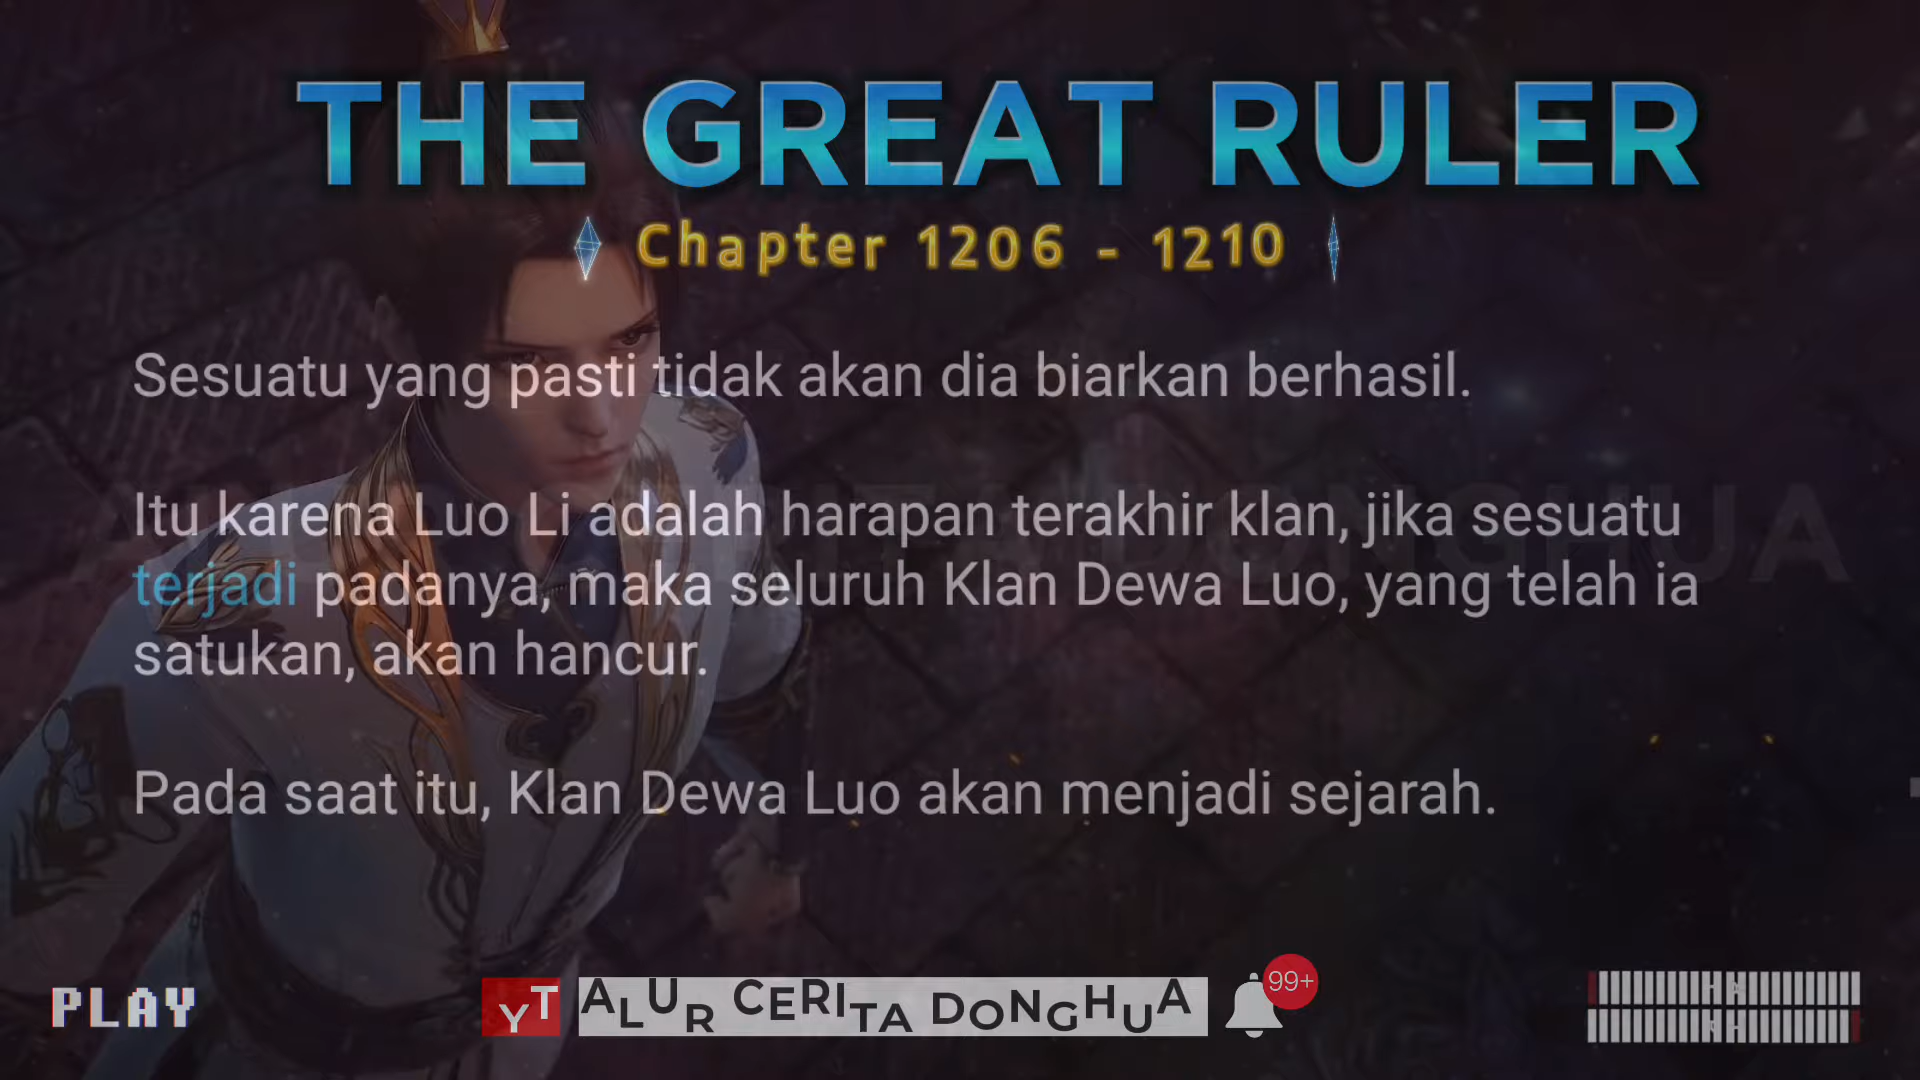 THE GREAT RULER
Chapter 1206 - 1210
Sesuatu yang pasti tidak akan dia biarkan berhasil.
Itu karena Luo Li adalah harapan terakhir klan, jika sesuatu
terjadi padanya, maka seluruh Klan Dewa Luo, yang telah ia
satukan, akan hancur.
Pada saat itu, Klan Dewa Luo akan menjadi sejarah.
PLAY
YT ALUR CERITA DONGHUA
99+